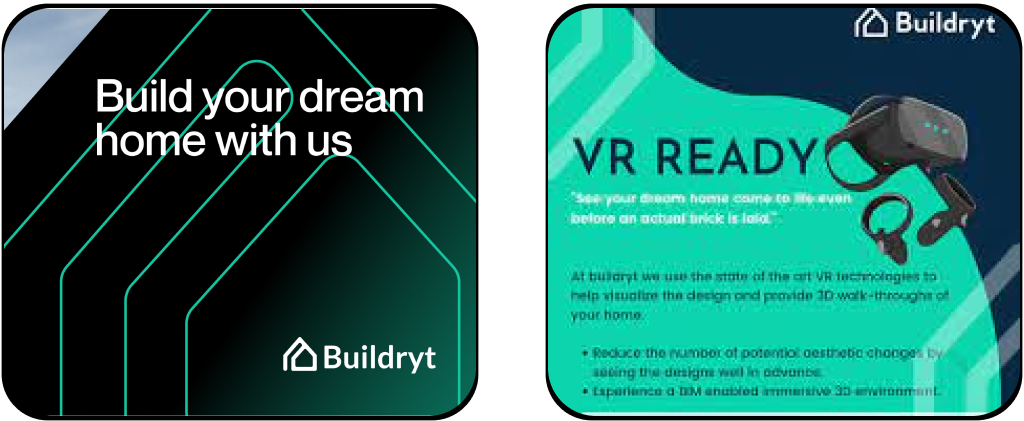 Build your dream
home with us
Buildryt
Buildryt
VR READY
"See your dream home come to life even
before an actual brick is laid."
At buildryt we use the state of the art VR technologies to
help visualize the design and provide 3D walk-throughs of
your home.
• Reduce the number of potential aesthetic changes by
seeing the designs well in advance.
• Experience a BIM enabled immersive 3D environment.